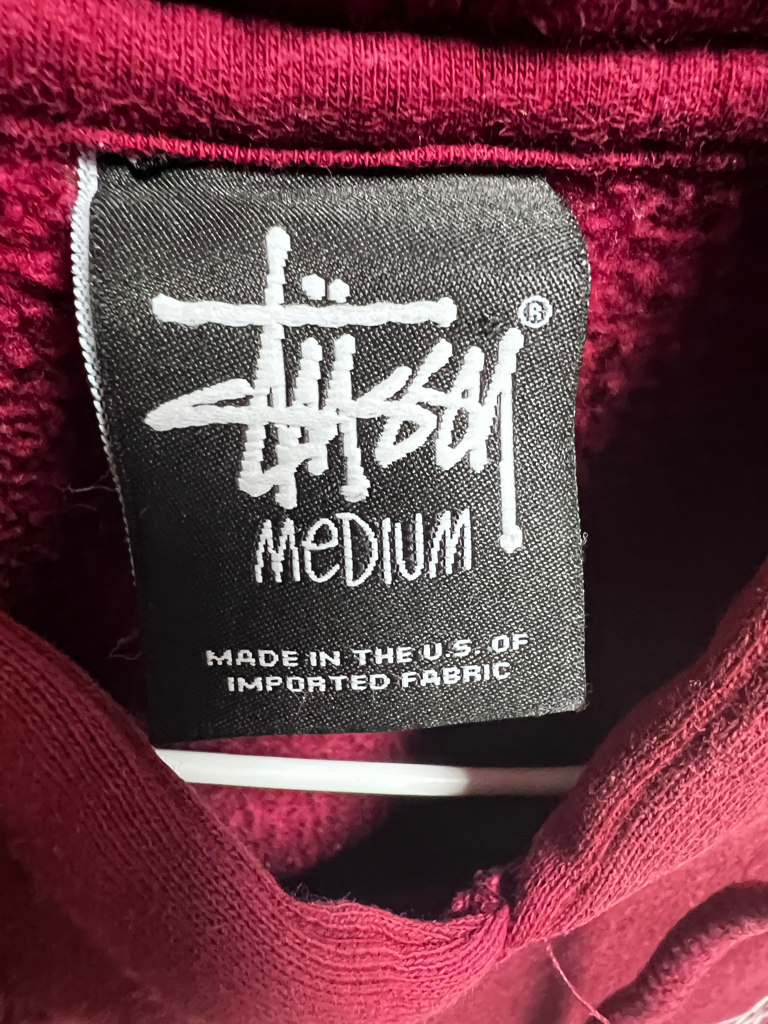 Stüssy®
MeDIUM
MADE IN THE U.S. OF
IMPORTED FABRIC